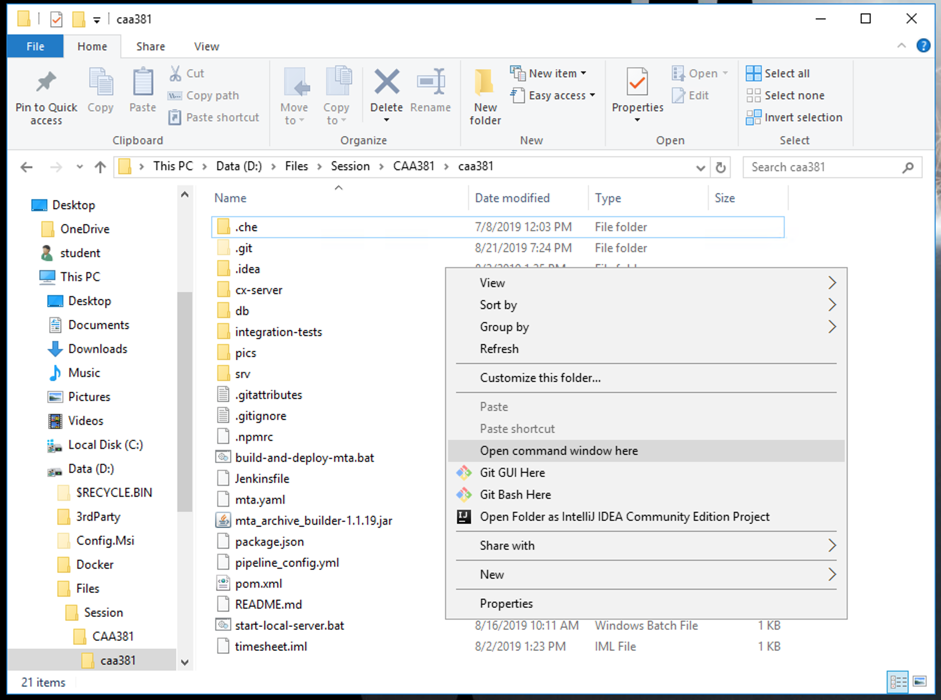 caa381
File Home Share View
Pin to Quick access
Copy
Paste
Cut
Copy path
Paste shortcut
Clipboard
Move to
Copy to
Delete
Rename
Organize
New folder
New item
Easy access
New
Properties
Open
Edit
Open
Select all
Select none
Invert selection
Select
This PC > Data (D:) > Files > Session > CAA381 > caa381
Search caa381
Desktop
OneDrive
student
This PC
Desktop
Documents
Downloads
Music
Pictures
Videos
Local Disk (C:)
Data (D:)
$RECYCLE.BIN
3rdParty
Config.Msi
Docker
Files
Session
CAA381
caa381
Name Date modified Type Size
.che 7/8/2019 12:03 PM File folder
.git 8/21/2019 7:24 PM File folder
.idea
cx-server
db
integration-tests
pics
srv
.gitattributes
.gitignore
.npmrc
build-and-deploy-mta.bat
Jenkinsfile
mta.yaml
mta_archive_builder-1.1.19.jar
package.json
pipeline_config.yml
pom.xml
README.md
start-local-server.bat 8/16/2019 10:11 AM Windows Batch File 1 KB
timesheet.iml 8/2/2019 1:23 PM IML File 1 KB
View
Sort by
Group by
Refresh
Customize this folder...
Paste
Paste shortcut
Open command window here
Git GUI Here
Git Bash Here
Open Folder as IntelliJ IDEA Community Edition Project
Share with
New
Properties
21 items